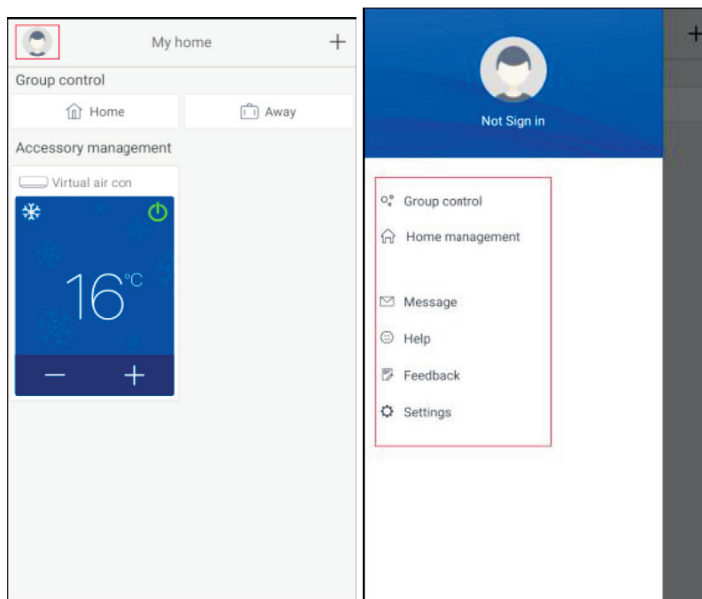 My home
+
Group control
Home
Away
Accessory management
Virtual air con
16°C
— +
Not Sign in
Group control
Home management
Message
Help
Feedback
Settings
+